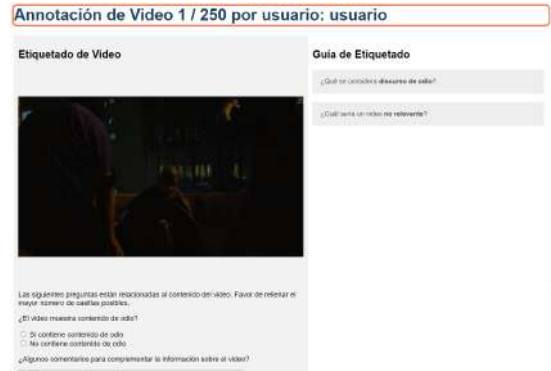 Annotación de Video 1 / 250 por usuario: usuario
Etiquetado de Video
Guía de Etiquetado
¿Qué se considera discurso de odio?
¿Cuál sería un video no relevante?
Las siguientes preguntas están relacionadas al contenido del video. Favor de rellenar el
mayor número de casillas posibles.
¿El video muestra contenido de odio?
Si contiene contenido de odio
No contiene contenido de odio
¿Algunos comentarios para complementar la información sobre el video?